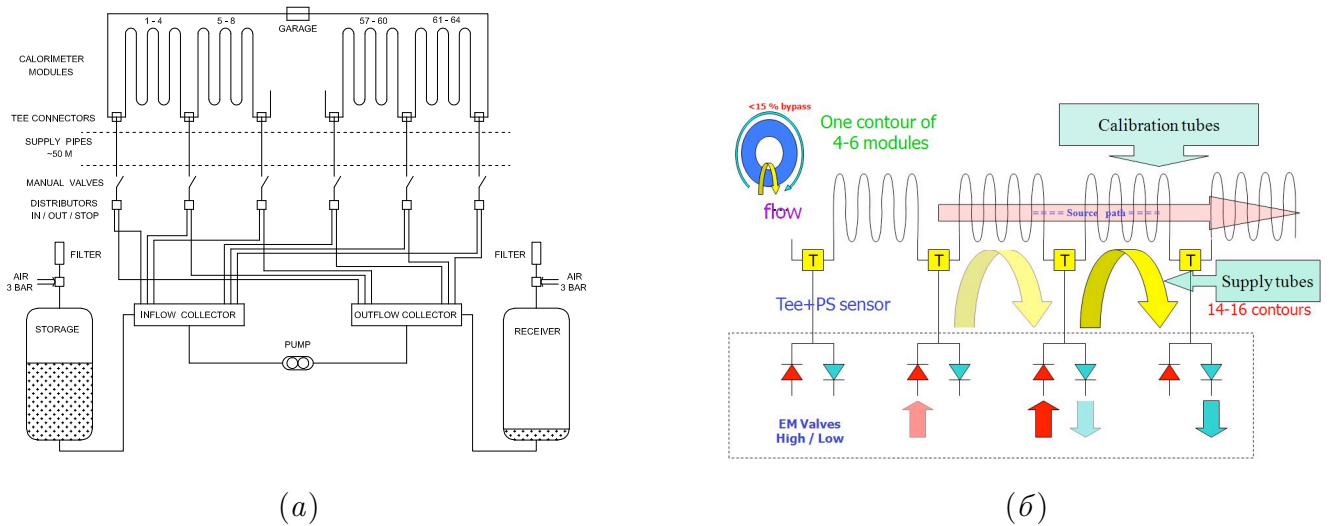 1 - 4
5 - 8
57 - 60
61 - 64
GARAGE
CALORIMETER
MODULES
TEE CONNECTORS
SUPPLY PIPES
~50 M
MANUAL VALVES
DISTRIBUTORS
IN / OUT / STOP
FILTER
FILTER
AIR
3 BAR
AIR
3 BAR
STORAGE
INFLOW COLLECTOR
OUTFLOW COLLECTOR
RECEIVER
PUMP
(а)
<15 % bypass
One contour of
4-6 modules
flow
Calibration tubes
==== Source path ====
T
T
T
T
Tee+PS sensor
Supply tubes
14-16 contours
EM Valves
High / Low
(б)